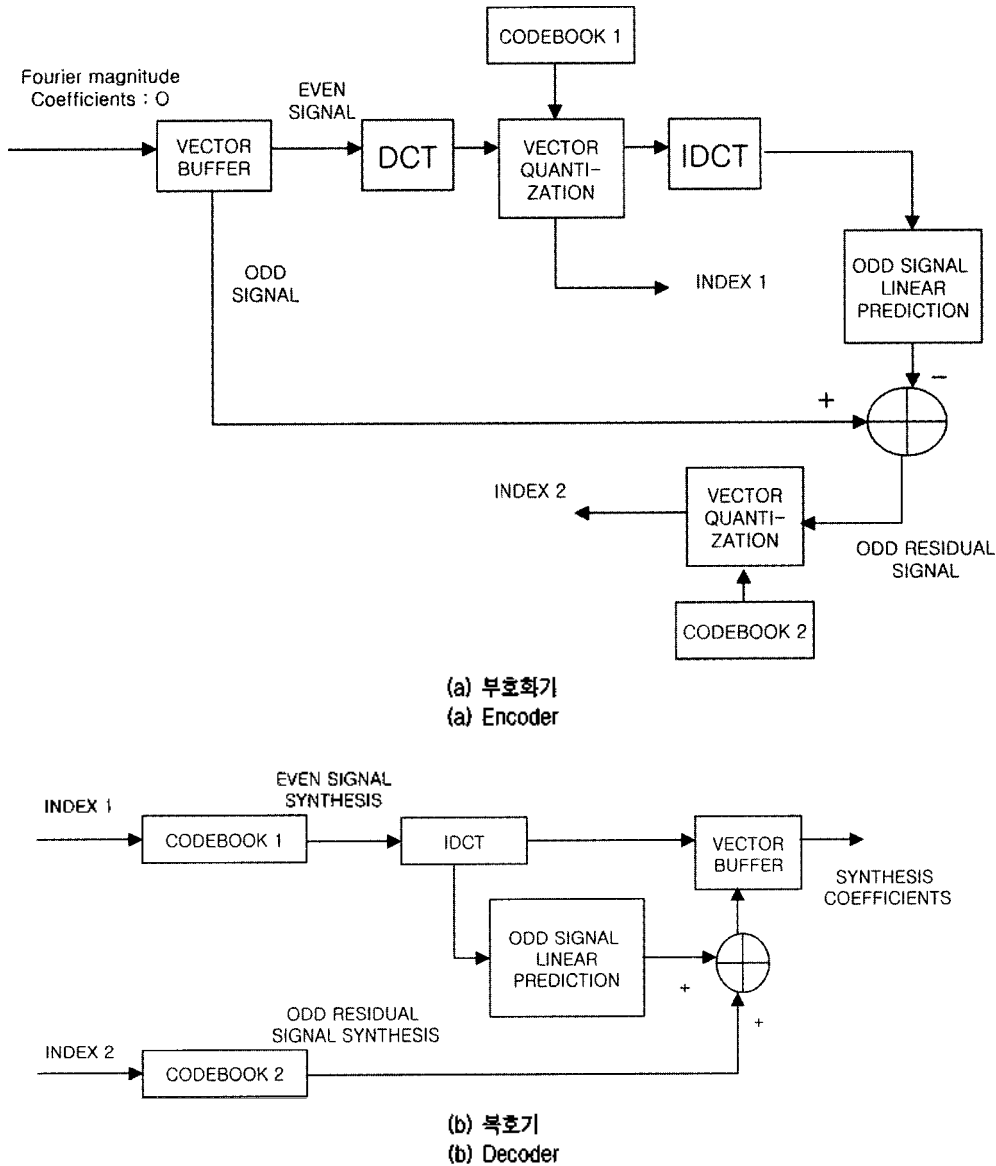 CODEBOOK 1
Fourier magnitude
Coefficients : O
EVEN
SIGNAL
VECTOR
BUFFER
DCT
VECTOR
QUANTI-
ZATION
IDCT
ODD
SIGNAL
INDEX 1
ODD SIGNAL
LINEAR
PREDICTION
−
+
INDEX 2
VECTOR
QUANTI-
ZATION
ODD RESIDUAL
SIGNAL
CODEBOOK 2
(a) 부호화기
(a) Encoder
EVEN SIGNAL
SYNTHESIS
INDEX 1
CODEBOOK 1
IDCT
VECTOR
BUFFER
SYNTHESIS
COEFFICIENTS
ODD SIGNAL
LINEAR
PREDICTION
+
+
ODD RESIDUAL
SIGNAL SYNTHESIS
INDEX 2
CODEBOOK 2
(b) 복호기
(b) Decoder